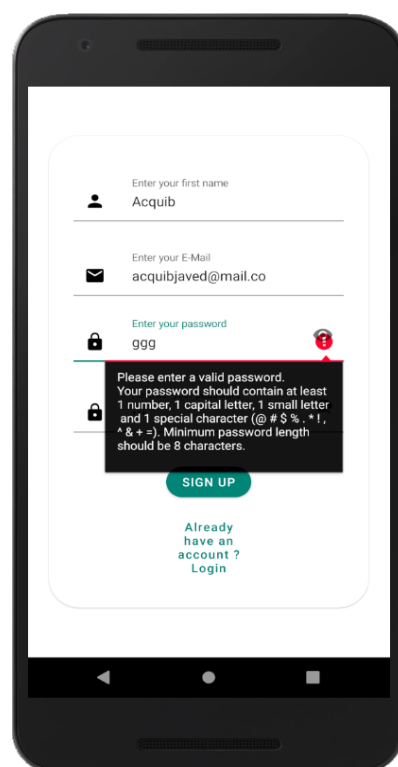 Enter your first name
Acquib
Enter your E-Mail
acquibjaved@mail.co
Enter your password
ggg
Please enter a valid password.
Your password should contain at least
1 number, 1 capital letter, 1 small letter
and 1 special character (@ # $ % . * ! ,
^ & + =). Minimum password length
should be 8 characters.
SIGN UP
Already
have an
account ?
Login